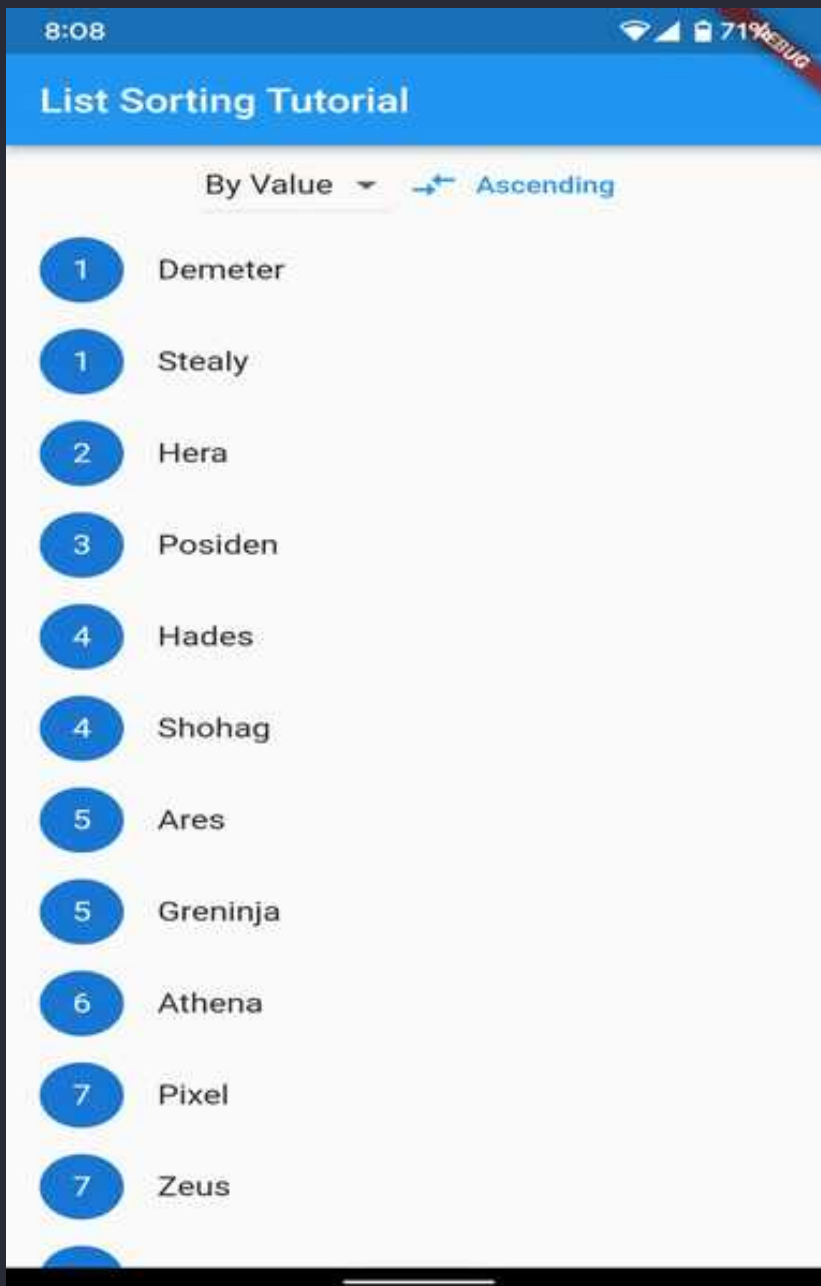 8:08 71% DEBUG
List Sorting Tutorial
By Value Ascending
1 Demeter
1 Stealy
2 Hera
3 Posiden
4 Hades
4 Shohag
5 Ares
5 Greninja
6 Athena
7 Pixel
7 Zeus